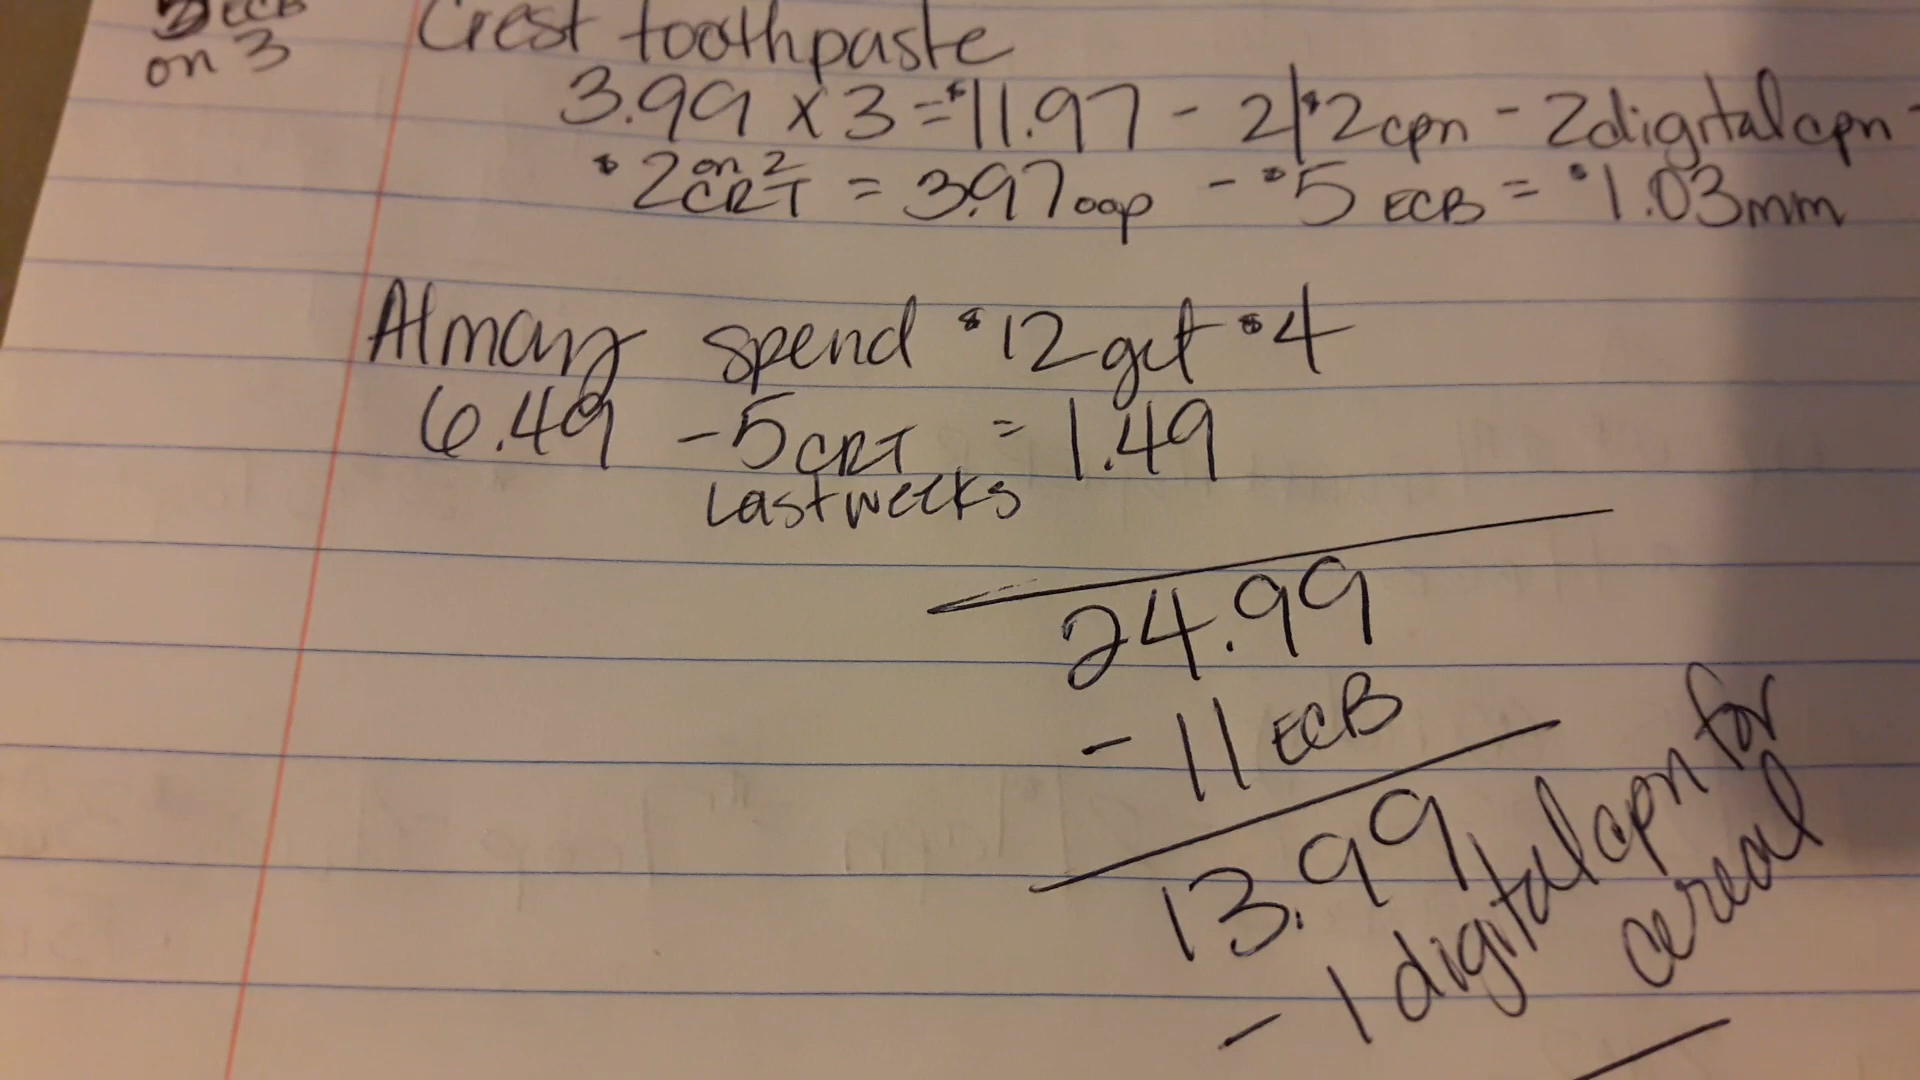 ECB
on 3
Crest toothpaste
3.99 x 3 = $11.97 - 2|$2 cpn - 2 digital cpn -
$2 on 2 CRT = 3.97 oop - $5 ECB = $1.03 mm
Almay spend $12 get $4
6.49 - 5 CRT = 1.49
Last weeks
24.99
- 11 ECB
13.99
- 1 digital cpn for
cereal